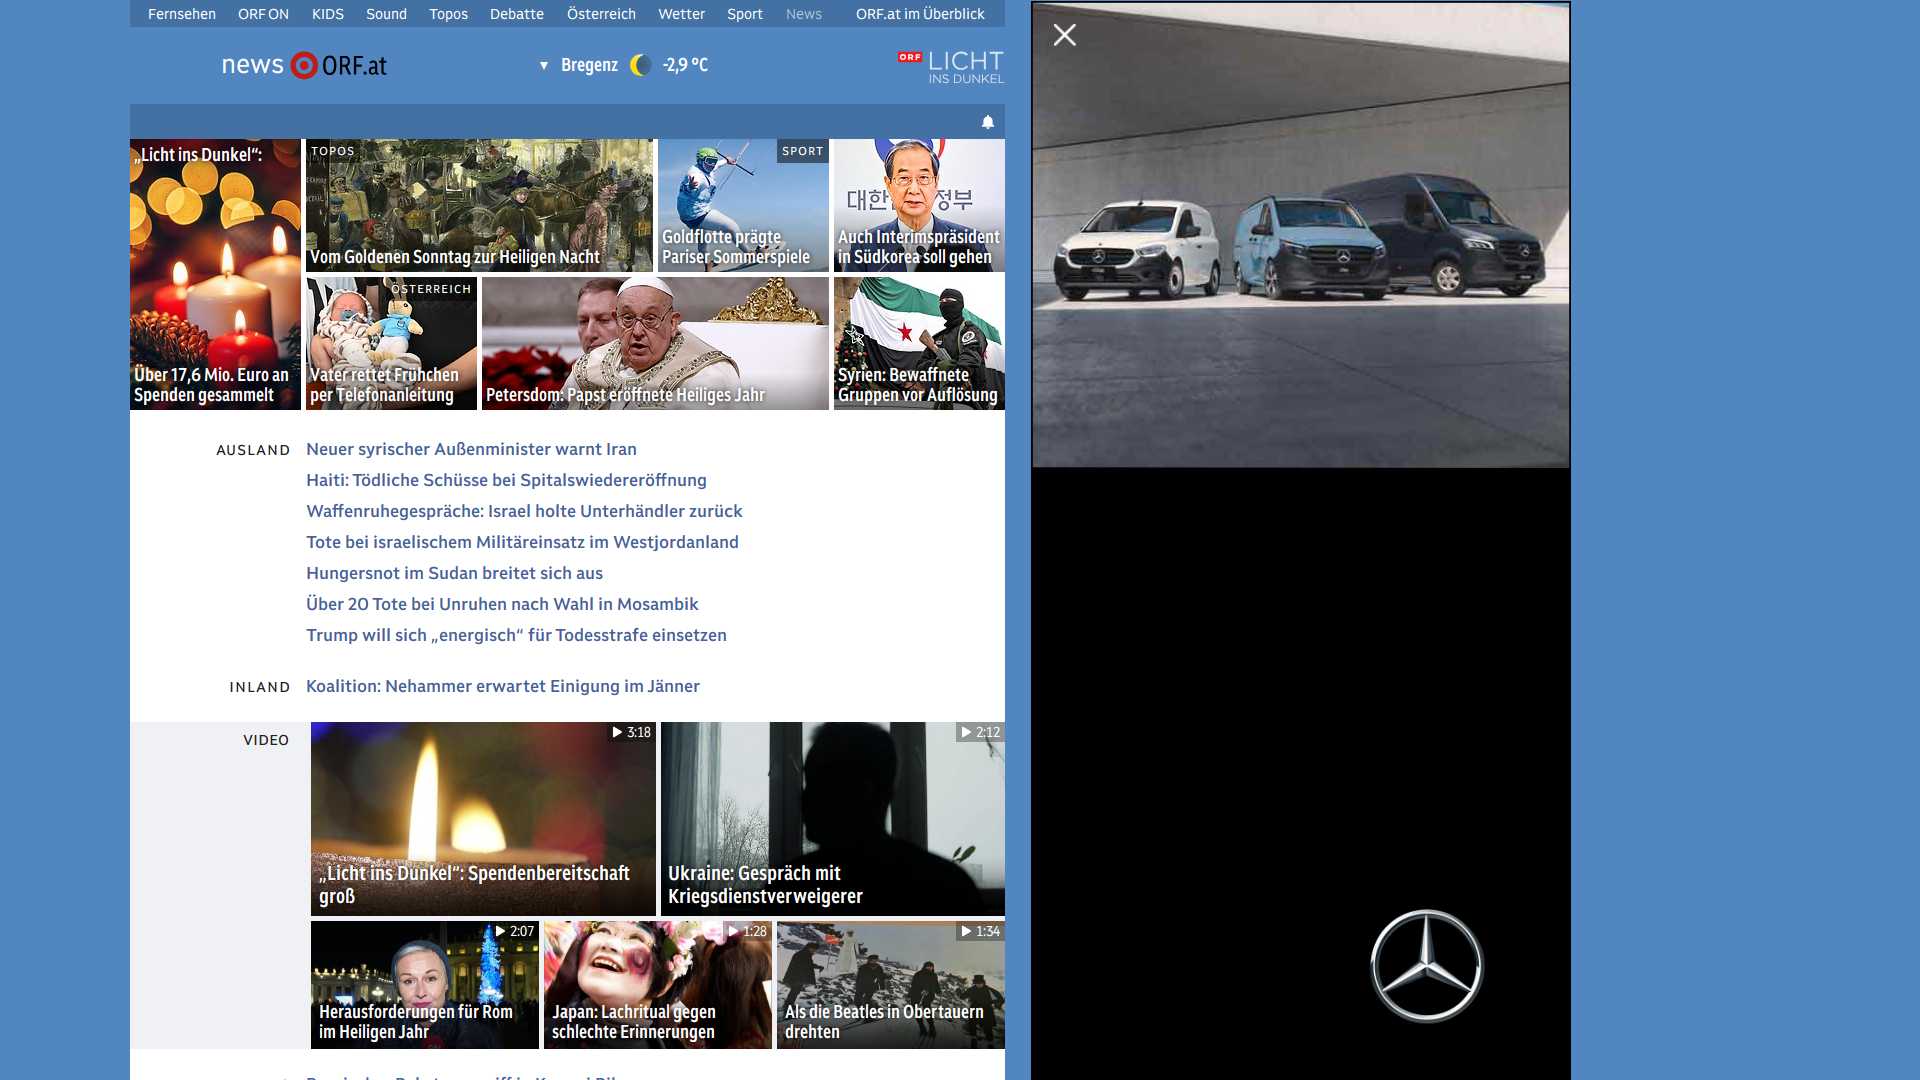 Fernsehen ORF ON KIDS Sound Topos Debatte Österreich Wetter Sport News ORF.at im Überblick
news ORF.at
▼ Bregenz -2,9 °C
ORF LICHT
INS DUNKEL
„Licht ins Dunkel“:
Über 17,6 Mio. Euro an
Spenden gesammelt
TOPOS
Vom Goldenen Sonntag zur Heiligen Nacht
SPORT
Goldflotte prägte
Pariser Sommerspiele
Auch Interimspräsident
in Südkorea soll gehen
ÖSTERREICH
Vater rettet Frühchen
per Telefonanleitung
Petersdom: Papst eröffnete Heiliges Jahr
Syrien: Bewaffnete
Gruppen vor Auflösung
AUSLAND
Neuer syrischer Außenminister warnt Iran
Haiti: Tödliche Schüsse bei Spitalswiedereröffnung
Waffenruhegespräche: Israel holte Unterhändler zurück
Tote bei israelischem Militäreinsatz im Westjordanland
Hungersnot im Sudan breitet sich aus
Über 20 Tote bei Unruhen nach Wahl in Mosambik
Trump will sich „energisch“ für Todesstrafe einsetzen
INLAND
Koalition: Nehammer erwartet Einigung im Jänner
VIDEO
3:18
„Licht ins Dunkel“: Spendenbereitschaft
groß
2:12
Ukraine: Gespräch mit
Kriegsdienstverweigerer
2:07
Herausforderungen für Rom
im Heiligen Jahr
1:28
Japan: Lachritual gegen
schlechte Erinnerungen
1:34
Als die Beatles in Obertauern
drehten